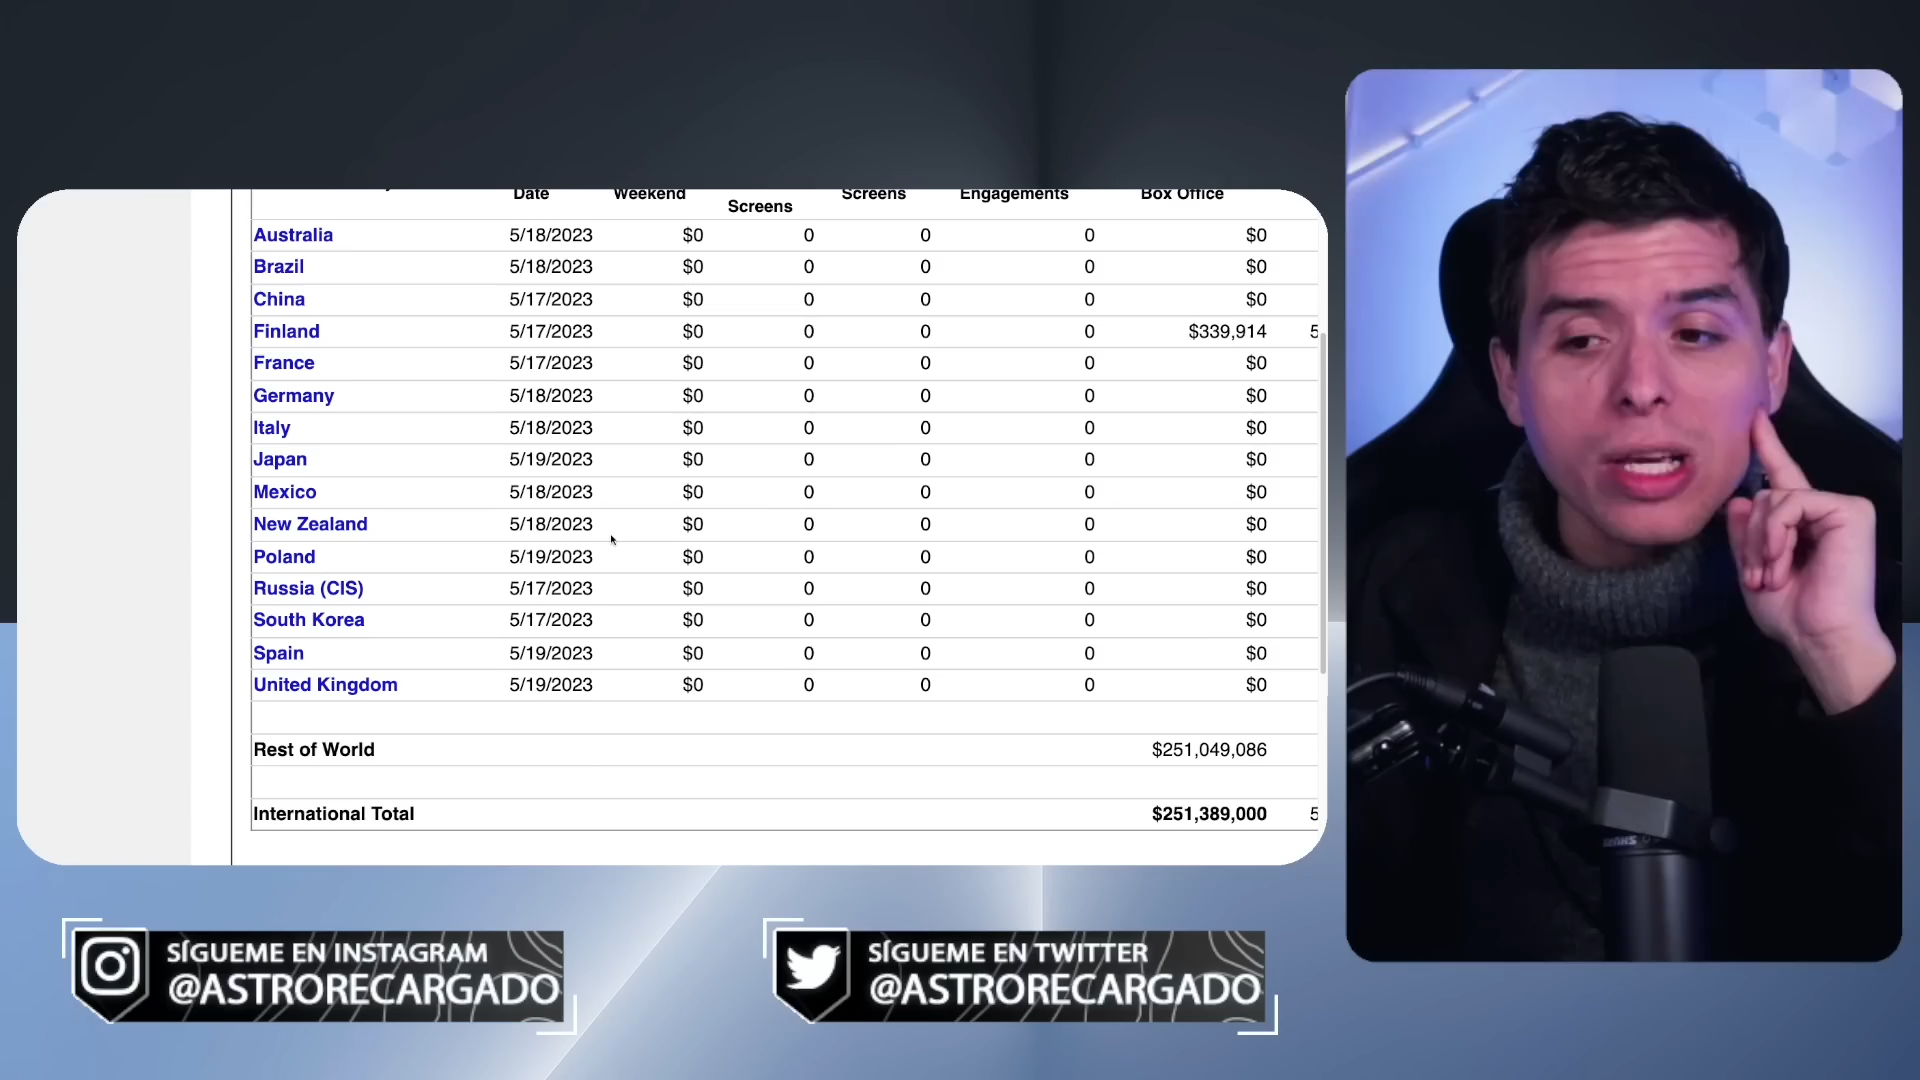 Date Weekend Screens Screens Engagements Box Office
Australia 5/18/2023 $0 0 0 0 $0
Brazil 5/18/2023 $0 0 0 0 $0
China 5/17/2023 $0 0 0 0 $0
Finland 5/17/2023 $0 0 0 0 $339,914 5
France 5/17/2023 $0 0 0 0 $0
Germany 5/18/2023 $0 0 0 0 $0
Italy 5/18/2023 $0 0 0 0 $0
Japan 5/19/2023 $0 0 0 0 $0
Mexico 5/18/2023 $0 0 0 0 $0
New Zealand 5/18/2023 $0 0 0 0 $0
Poland 5/19/2023 $0 0 0 0 $0
Russia (CIS) 5/17/2023 $0 0 0 0 $0
South Korea 5/17/2023 $0 0 0 0 $0
Spain 5/19/2023 $0 0 0 0 $0
United Kingdom 5/19/2023 $0 0 0 0 $0
Rest of World $251,049,086
International Total $251,389,000 5
SÍGUEME EN INSTAGRAM
@ASTRORECARGADO
SÍGUEME EN TWITTER
@ASTRORECARGADO